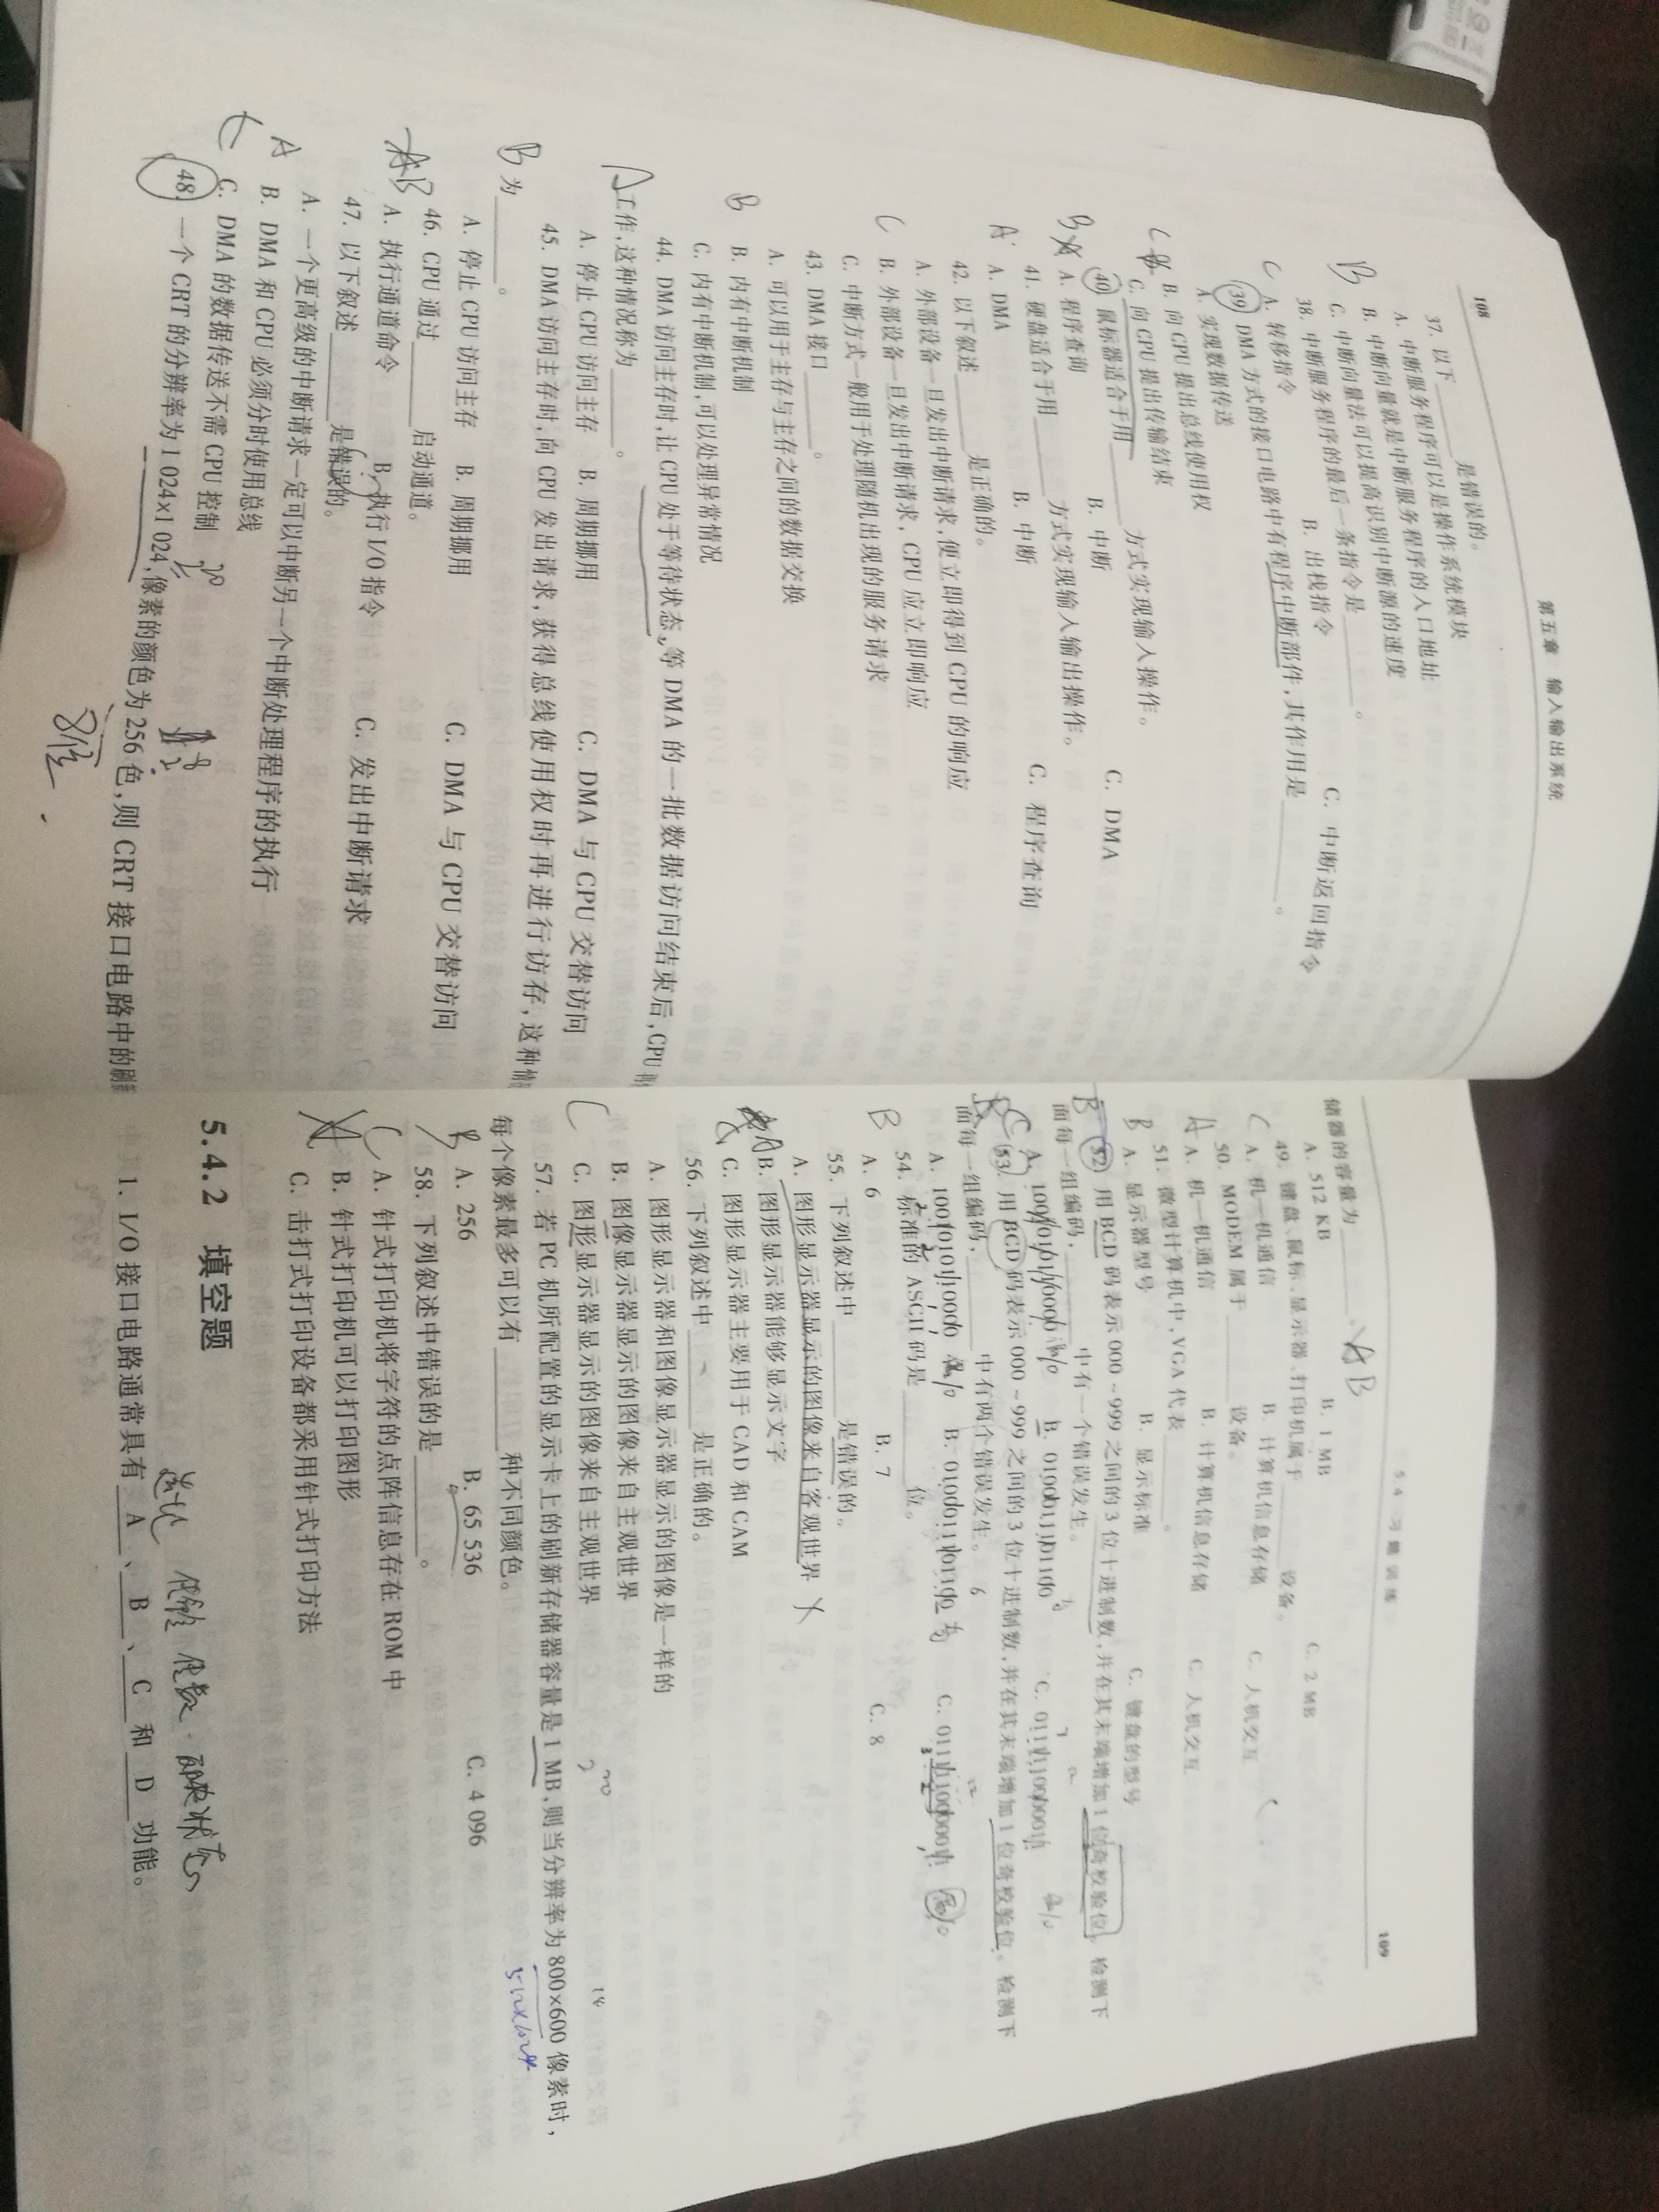 108
第五章 输入输出系统
37. 以下______是错误的。
A. 中断服务程序可以是操作系统模块
B. 中断向量就是中断服务程序的入口地址
C. 中断向量法可以提高识别中断源的速度
B
38. 中断服务程序的最后一条指令是______。
C A. 转移指令 B. 出栈指令 C. 中断返回指令
39. DMA 方式的接口电路中有程序中断部件,其作用是______。
A. 实现数据传送
B. 向 CPU 提出总线使用权
C. 向 CPU 提出传输结束
C
40. 鼠标器适合于用______方式实现输入操作。
B A. 程序查询 B. 中断 C. DMA
41. 硬盘适合于用______方式实现输入输出操作。
A A. DMA B. 中断 C. 程序查询
42. 以下叙述______是正确的。
A. 外部设备一旦发出中断请求,便立即得到 CPU 的响应
B. 外部设备一旦发出中断请求,CPU 应立即响应
C. 中断方式一般用于处理随机出现的服务请求
C
43. DMA 接口______。
A. 可以用于主存与主存之间的数据交换
B. 内有中断机制
C. 内有中断机制,可以处理异常情况
B
44. DMA 访问主存时,让 CPU 处于等待状态,等 DMA 的一批数据访问结束后,CPU
工作,这种情况称为______。
A
A. 停止 CPU 访问主存 B. 周期挪用 C. DMA 与 CPU 交替访问
45. DMA 访问主存时,向 CPU 发出请求,获得总线使用权时再进行访存,这种情
B 为______。
A. 停止 CPU 访问主存 B. 周期挪用 C. DMA 与 CPU 交替访问
46. CPU 通过______启动通道。
AB A. 执行通道命令 B. 执行 I/O 指令 C. 发出中断请求
47. 以下叙述______是错误的。
A. 一个更高级的中断请求一定可以中断另一个中断处理程序的执行
A B. DMA 和 CPU 必须分时使用总线
C. DMA 的数据传送不需 CPU 控制
48. 一个 CRT 的分辨率为 1 024×1 024,像素的颜色为 256 色,则 CRT 接口电路中的刷
8位
5.4 习题训练
109
储器的容量为______。 AB
A. 512 KB B. 1 MB C. 2 MB
49. 键盘、鼠标、显示器、打印机属于______设备。
C A. 机—机通信 B. 计算机信息存储 C. 人机交互
50. MODEM 属于______设备。
A A. 机—机通信 B. 计算机信息存储 C. 人机交互
51. 微型计算机中,VGA 代表______。
B A. 显示器型号 B. 显示标准 C. 键盘的型号
52. 用 BCD 码表示 000~999 之间的 3 位十进制数,并在其末端增加 1 位奇校验位。检测下
B 面每一组编码,______中有一个错误发生。
A. 1001010110000 B. 0100011101100 C. 0111110000011
53. 用 BCD 码表示 000~999 之间的 3 位十进制数,并在其末端增加 1 位奇校验位。检测下
C 面每一组编码,______中有两个错误发生。
A. 1001010110000 B. 0100011101100 C. 0111110000011
54. 标准的 ASCII 码是______位。
B A. 6 B. 7 C. 8
55. 下列叙述中______是错误的。
A. 图形显示器显示的图像来自客观世界
A B. 图形显示器能够显示文字
C. 图形显示器主要用于 CAD 和 CAM
56. 下列叙述中______是正确的。
A. 图形显示器和图像显示器显示的图像是一样的
B. 图像显示器显示的图像来自主观世界
C C. 图形显示器显示的图像来自主观世界
57. 若 PC 机所配置的显示卡上的刷新存储器容量是 1 MB,则当分辨率为 800×600 像素时,
512×1024
每个像素最多可以有______种不同颜色。
B A. 256 B. 65 536 C. 4 096
58. 下列叙述中错误的是______。
C A. 针式打印机将字符的点阵信息存在 ROM 中
B. 针式打印机可以打印图形
C. 击打式打印设备都采用针式打印方法
5.4.2 填空题
1. I/O 接口电路通常具有 A 、 B 、 C 和 D 功能。